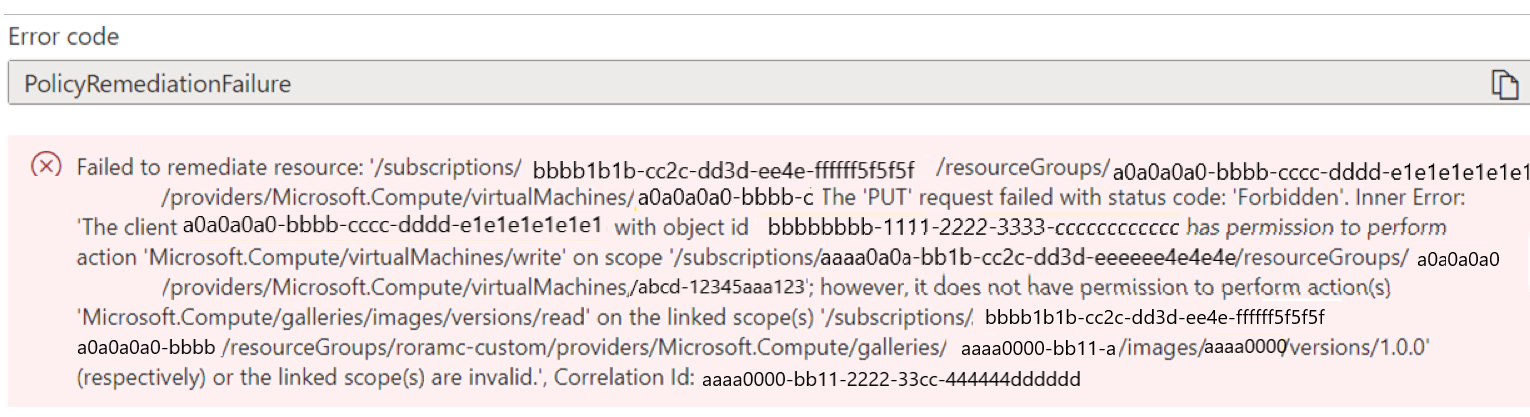 Error code
PolicyRemediationFailure
Failed to remediate resource: '/subscriptions/ bbbb1b1b-cc2c-dd3d-ee4e-ffffff5f5f5f /resourceGroups/a0a0a0a0-bbbb-cccc-dddd-e1e1e1e1e1e1
/providers/Microsoft.Compute/virtualMachines/a0a0a0a0-bbbb-c The 'PUT' request failed with status code: 'Forbidden'. Inner Error:
'The client a0a0a0a0-bbbb-cccc-dddd-e1e1e1e1e1e1 with object id bbbbbbbb-1111-2222-3333-cccccccccccc has permission to perform
action 'Microsoft.Compute/virtualMachines/write' on scope '/subscriptions/aaaa0a0a-bb1b-cc2c-dd3d-eeeeee4e4e4e/resourceGroups/ a0a0a0a0
/providers/Microsoft.Compute/virtualMachines,/abcd-12345aaa123'; however, it does not have permission to perform action(s)
'Microsoft.Compute/galleries/images/versions/read' on the linked scope(s) '/subscriptions/ bbbb1b1b-cc2c-dd3d-ee4e-ffffff5f5f5f
a0a0a0a0-bbbb /resourceGroups/roramc-custom/providers/Microsoft.Compute/galleries/ aaaa0000-bb11-a/images/aaaa0000/versions/1.0.0'
(respectively) or the linked scope(s) are invalid.', Correlation Id: aaaa0000-bb11-2222-33cc-444444dddddd